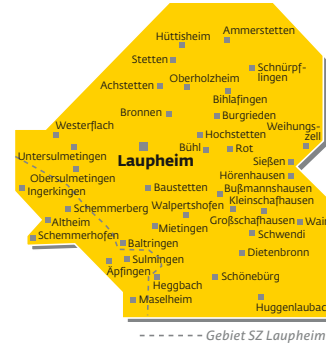 Ammerstetten
Hüttisheim
Stetten
Schnürpf-
lingen
Achstetten
Oberholzheim
Bihlafingen
Bronnen
Burgrieden
Westerflach
Hochstetten
Weihungs-
zell
Untersulmetingen
Laupheim
Bühl
Rot
Sießen
Obersulmetingen
Hörenhausen
Ingerkingen
Baustetten
Bußmannshausen
Kleinschafhausen
Schemmerberg
Walpertshofen
Altheim
Großschafhausen
Wain
Schemmerhofen
Mietingen
Schwendi
Baltringen
Dietenbronn
Sulmingen
Äpfingen
Heggbach
Schönebürg
Maselheim
Huggenlaubach
Gebiet SZ Laupheim